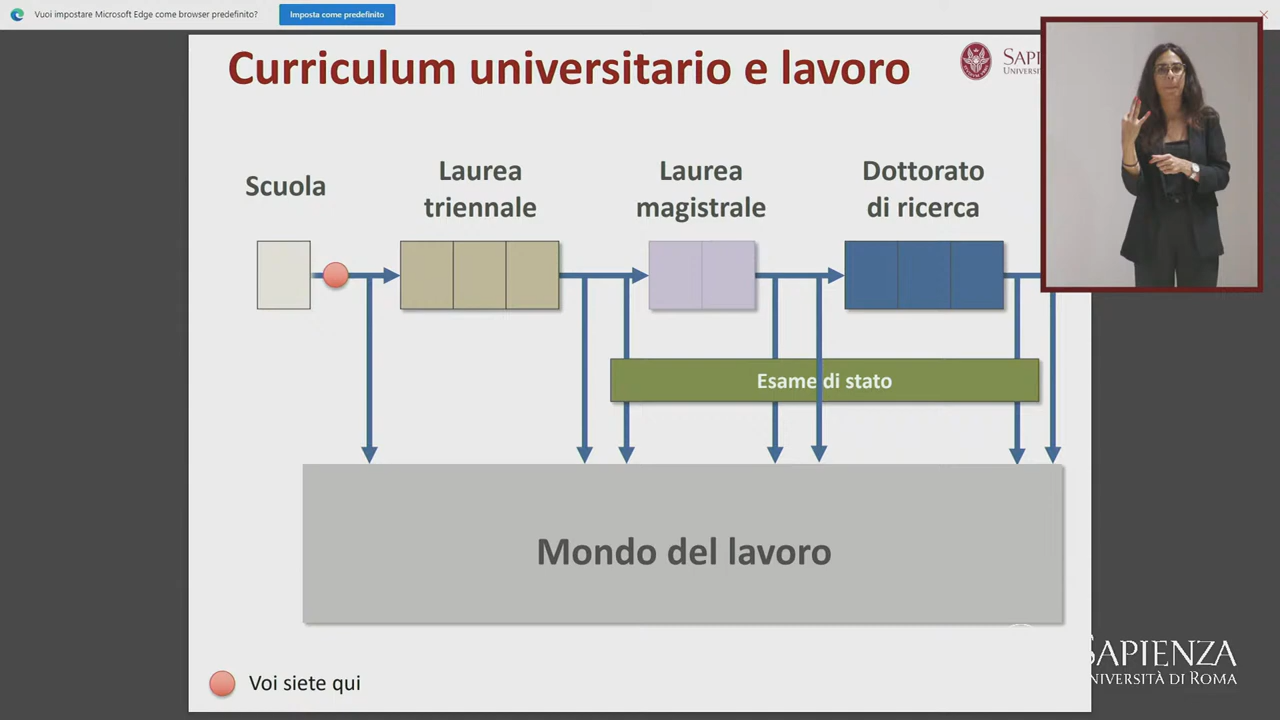 Vuoi impostare Microsoft Edge come browser predefinito?
Imposta come predefinito
Curriculum universitario e lavoro
Scuola
Laurea
triennale
Laurea
magistrale
Dottorato
di ricerca
Esame di stato
Mondo del lavoro
Voi siete qui
SAPIENZA
UNIVERSITÀ DI ROMA